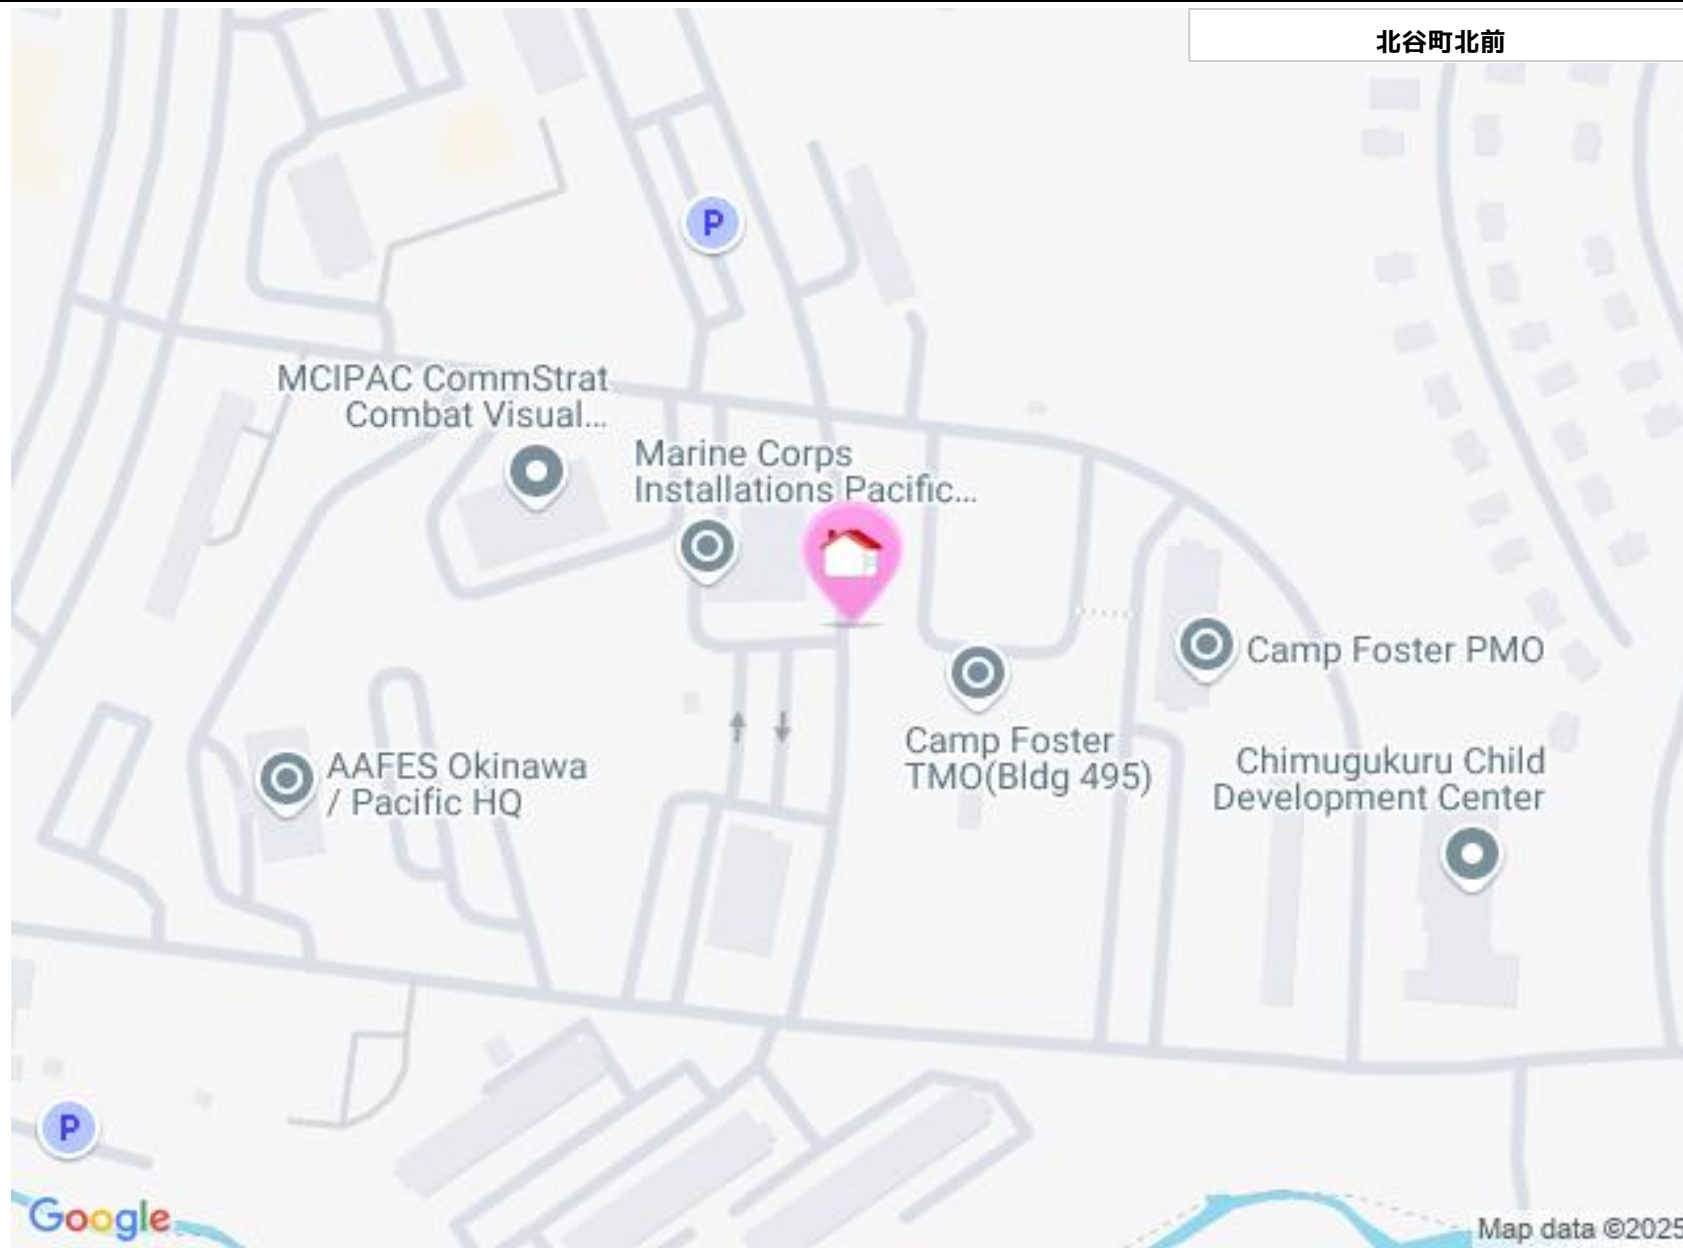 北谷町北前
P
MCIPAC CommStrat
Combat Visual...
Marine Corps
Installations Pacific...
Camp Foster PMO
Camp Foster
TMO(Bldg 495)
Chimugukuru Child
Development Center
AAFES Okinawa
/ Pacific HQ
P
Google
Map data ©2025